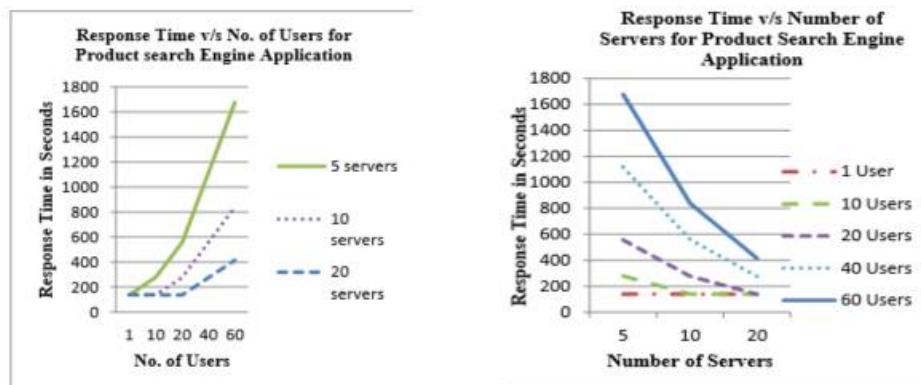 Response Time v/s No. of Users for
Product search Engine Application
Response Time in Seconds
1800
1600
1400
1200
1000
800
600
400
200
0
1 10 20 40 60
No. of Users
5 servers
10
servers
20
servers
Response Time v/s Number of
Servers for Product Search Engine
Application
Response Time in Seconds
1800
1600
1400
1200
1000
800
600
400
200
0
5 10 20
Number of Servers
1 User
10 Users
20 Users
40 Users
60 Users